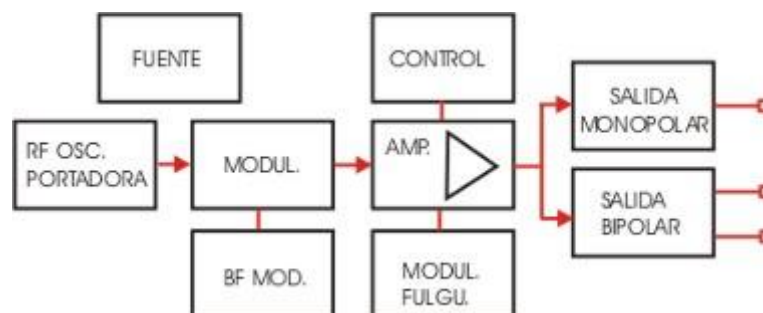 FUENTE
CONTROL
SALIDA
MONOPOLAR
RF OSC.
PORTADORA
MODUL.
AMP.
SALIDA
BIPOLAR
BF MOD.
MODUL.
FULGU.